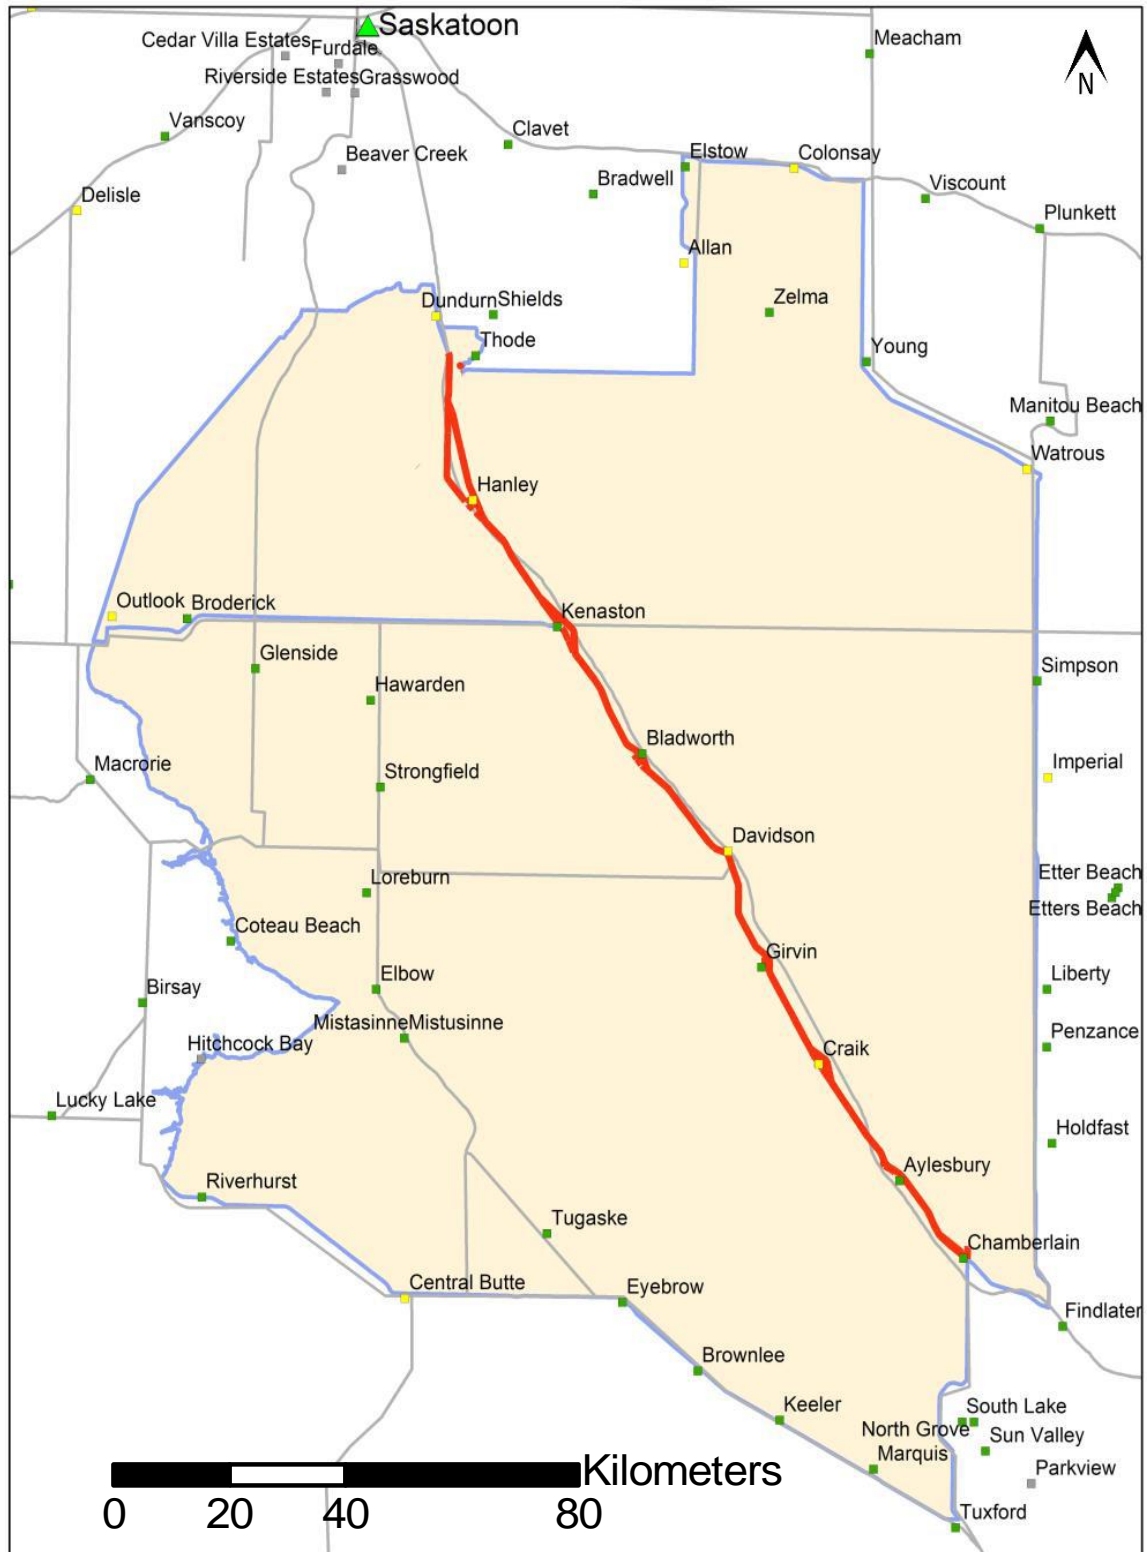 Saskatoon
Meacham
Cedar Villa Estates
Furdale
Riverside Estates
Grasswood
N
Vanscoy
Clavet
Beaver Creek
Elstow
Colonsay
Bradwell
Viscount
Delisle
Plunkett
Allan
Dundurn
Shields
Zelma
Thode
Young
Manitou Beach
Watrous
Hanley
Outlook
Broderick
Kenaston
Glenside
Simpson
Hawarden
Bladworth
Macrorie
Strongfield
Imperial
Davidson
Loreburn
Etter Beach
Etters Beach
Coteau Beach
Girvin
Elbow
Liberty
Birsay
Mistasinne
Mistusinne
Penzance
Hitchcock Bay
Craik
Lucky Lake
Holdfast
Aylesbury
Riverhurst
Tugaske
Chamberlain
Central Butte
Eyebrow
Findlater
Brownlee
Keeler
South Lake
North Grove
Sun Valley
Marquis
Parkview
Kilometers
0 20 40 80
Tuxford